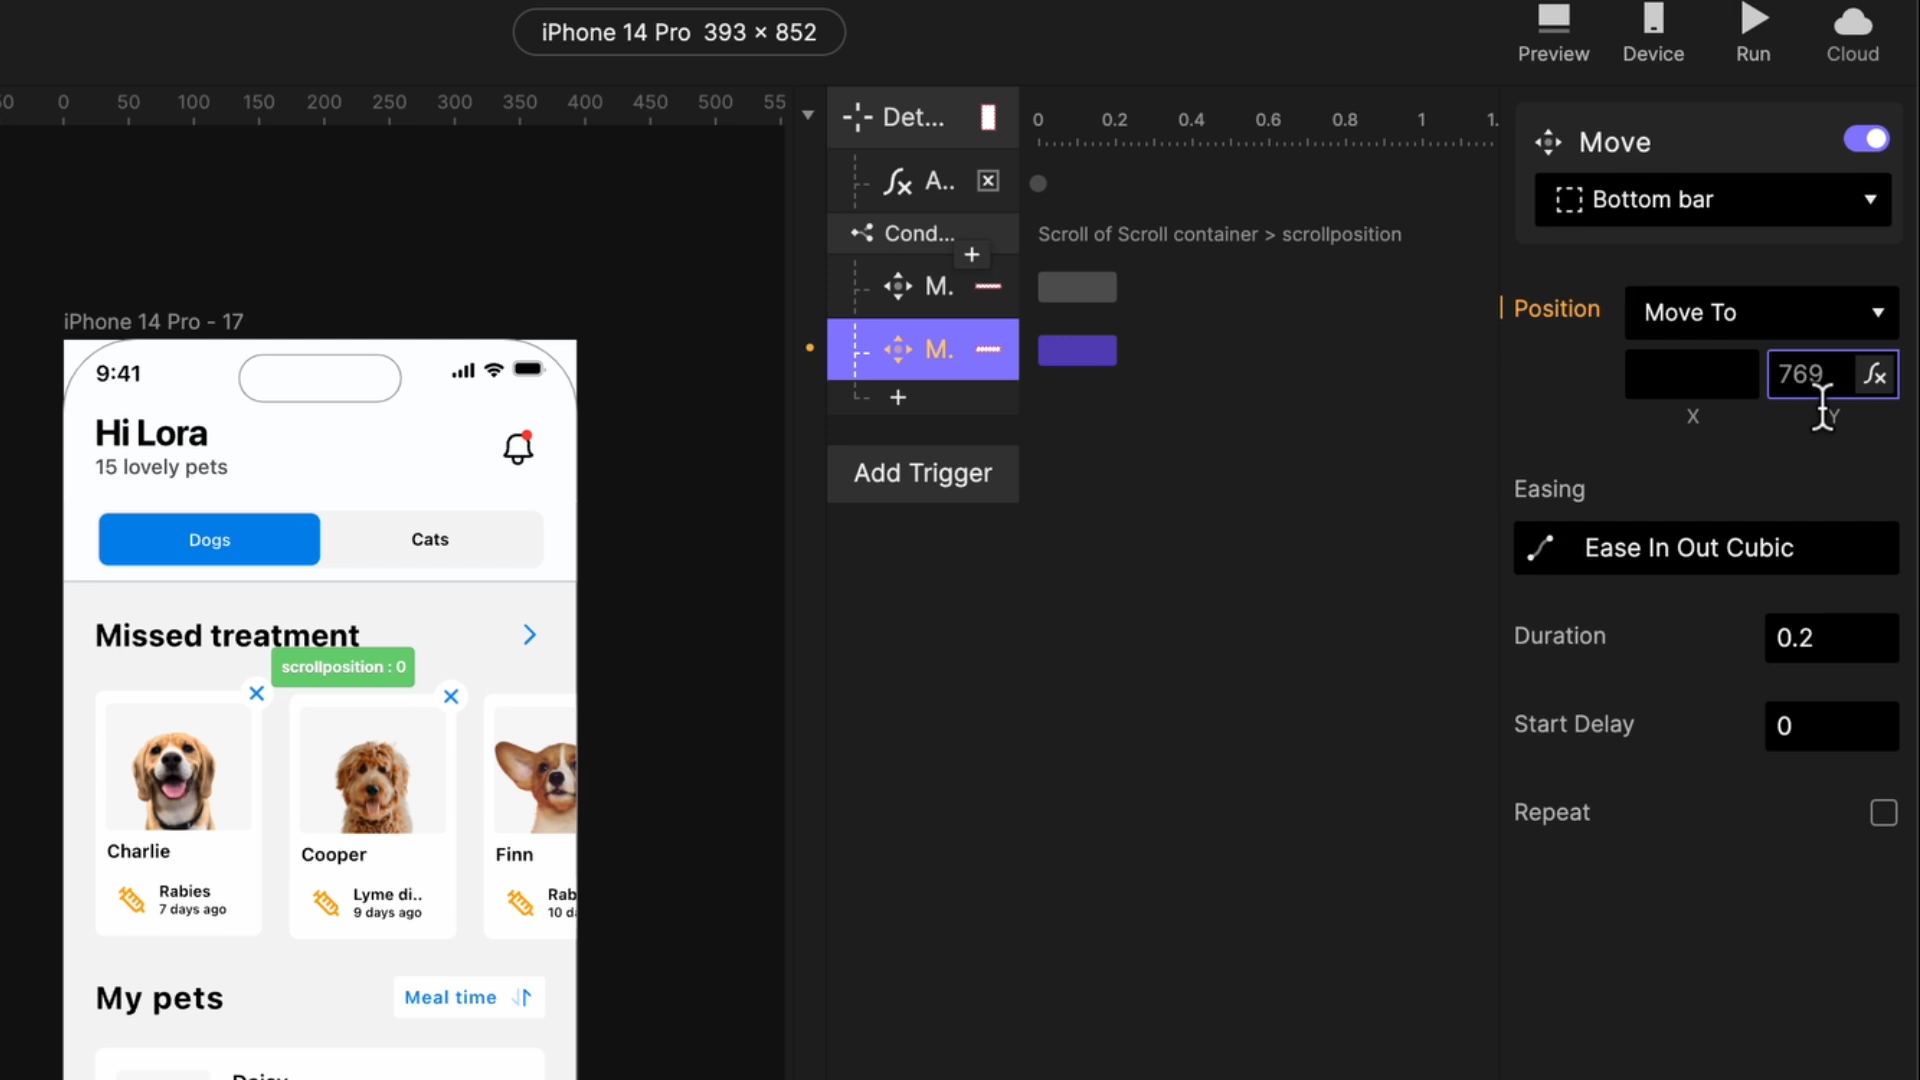 iPhone 14 Pro 393 × 852
Preview
Device
Run
Cloud
0 50 100 150 200 250 300 350 400 450 500 55
Det...
0 0.2 0.4 0.6 0.8 1 1.
Move
A..
Bottom bar
Cond...
Scroll of Scroll container > scrollposition
+
M.
Position
Move To
iPhone 14 Pro - 17
M.
769
X
Y
+
9:41
Hi Lora
15 lovely pets
Add Trigger
Easing
Ease In Out Cubic
Dogs
Cats
Missed treatment
scrollposition : 0
Duration
0.2
Start Delay
0
Repeat
Charlie
Cooper
Finn
Rabies
7 days ago
Lyme di..
9 days ago
Rab
10 d
My pets
Meal time